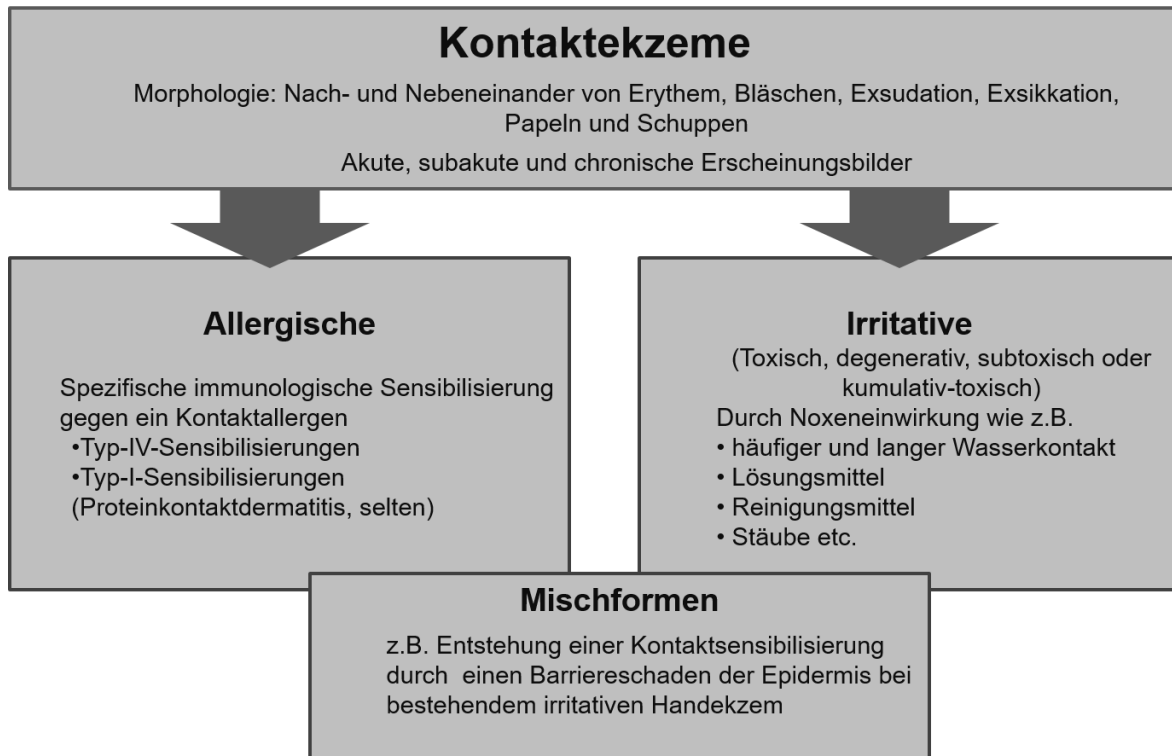 Kontaktekzeme
Morphologie: Nach- und Nebeneinander von Erythem, Bläschen, Exsudation, Exsikkation,
Papeln und Schuppen
Akute, subakute und chronische Erscheinungsbilder
Allergische
Spezifische immunologische Sensibilisierung
gegen ein Kontaktallergen
•Typ-IV-Sensibilisierungen
•Typ-I-Sensibilisierungen
(Proteinkontaktdermatitis, selten)
Irritative
(Toxisch, degenerativ, subtoxisch oder
kumulativ-toxisch)
Durch Noxeneinwirkung wie z.B.
• häufiger und langer Wasserkontakt
• Lösungsmittel
• Reinigungsmittel
• Stäube etc.
Mischformen
z.B. Entstehung einer Kontaktsensibilisierung
durch einen Barriereschaden der Epidermis bei
bestehendem irritativen Handekzem